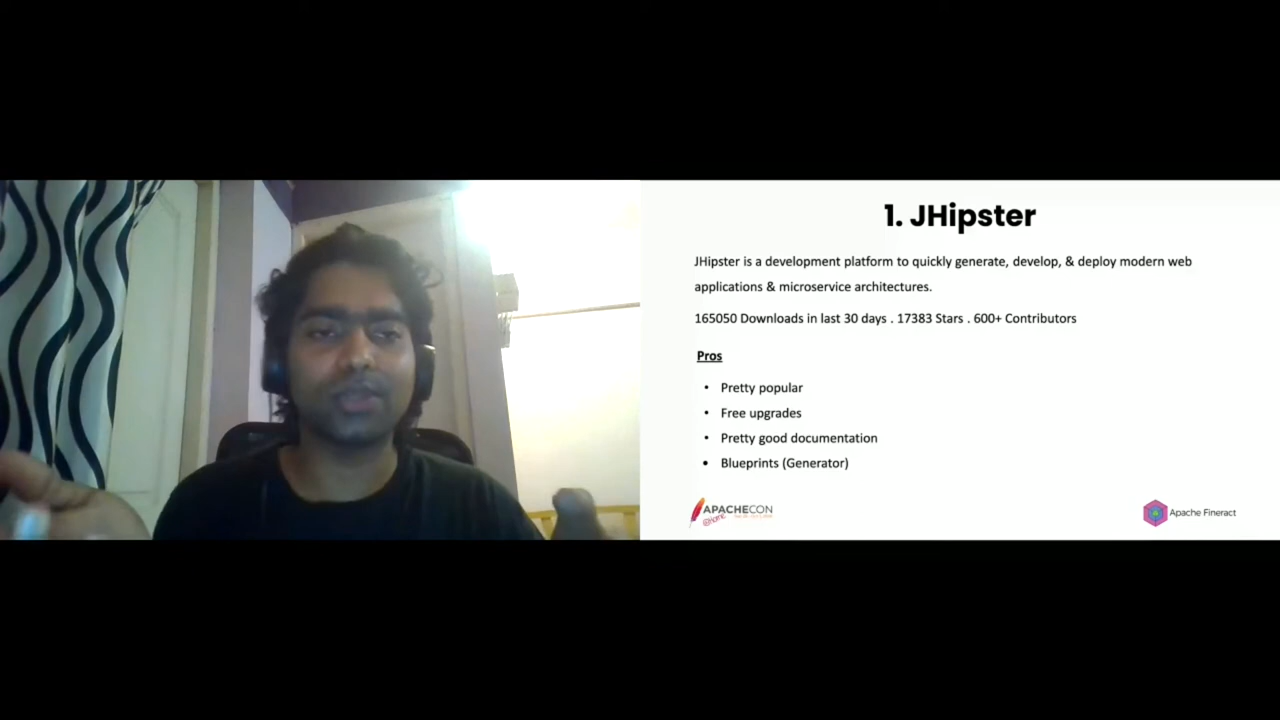 1. JHipster
JHipster is a development platform to quickly generate, develop, & deploy modern web
applications & microservice architectures.
165050 Downloads in last 30 days . 17383 Stars . 600+ Contributors
Pros
• Pretty popular
• Free upgrades
• Pretty good documentation
• Blueprints (Generator)
APACHECON
@Home
Apache Fineract